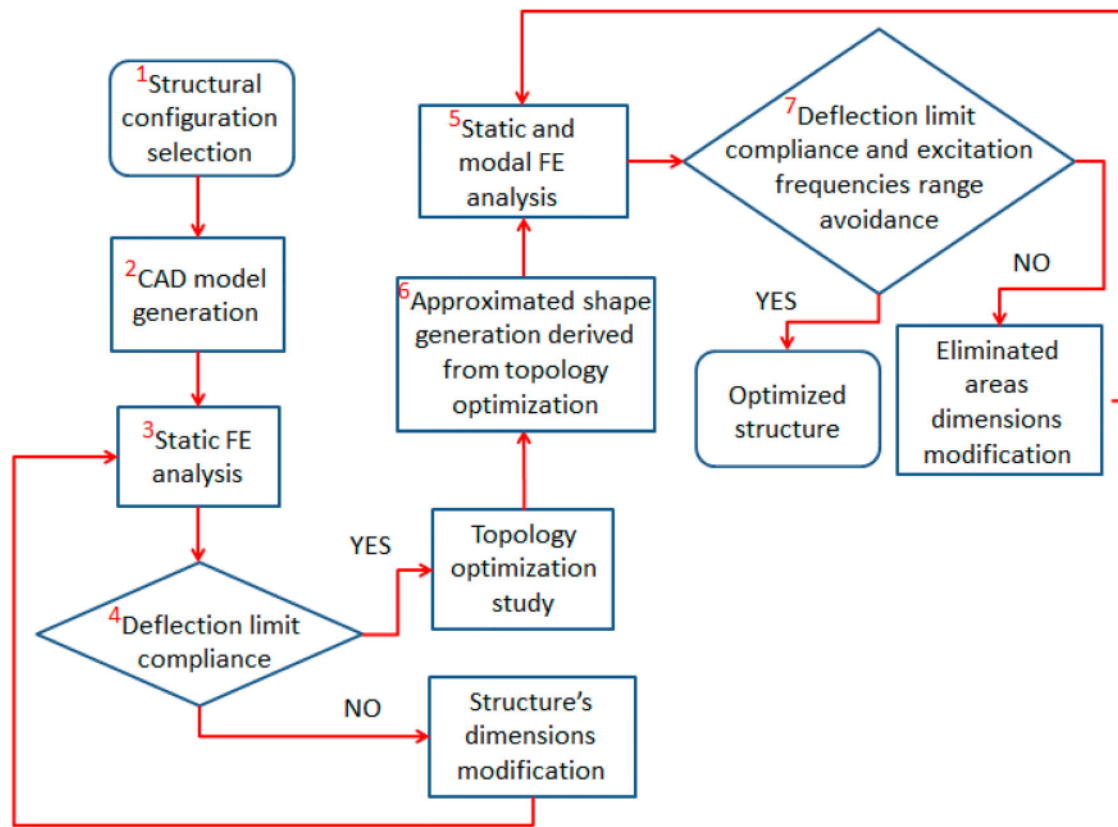 1Structural
configuration
selection
2CAD model
generation
3Static FE
analysis
4Deflection limit
compliance
YES
NO
Structure's
dimensions
modification
Topology
optimization
study
6Approximated shape
generation derived
from topology
optimization
5Static and
modal FE
analysis
7Deflection limit
compliance and excitation
frequencies range
avoidance
YES
NO
Optimized
structure
Eliminated
areas
dimensions
modification